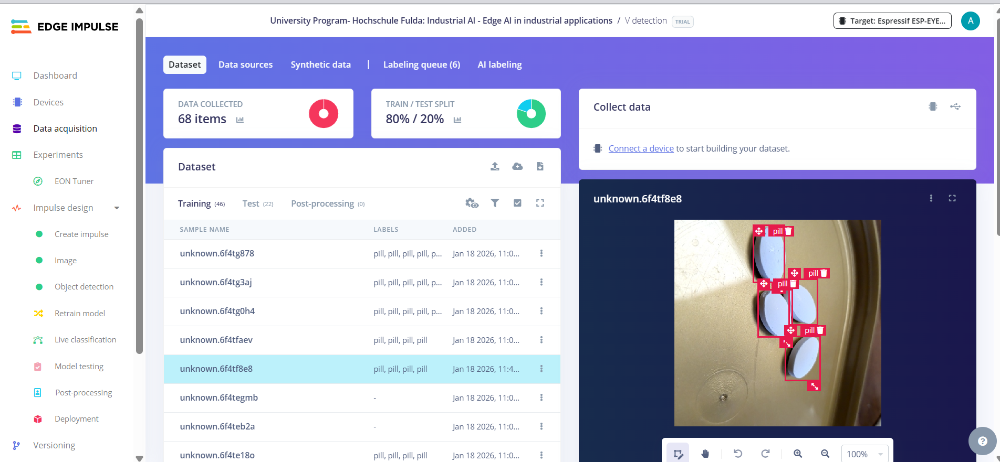 EDGE IMPULSE
University Program- Hochschule Fulda: Industrial AI - Edge AI in industrial applications / V detection TRIAL
Target: Espressif ESP-EYE...
A
Dashboard
Devices
Data acquisition
Experiments
EON Tuner
Impulse design
Create impulse
Image
Object detection
Retrain model
Live classification
Model testing
Post-processing
Deployment
Versioning
Dataset
Data sources
Synthetic data
|
Labeling queue (6)
AI labeling
DATA COLLECTED
68 items
TRAIN / TEST SPLIT
80% / 20%
Collect data
Connect a device to start building your dataset.
Dataset
Training (46)
Test (22)
Post-processing (0)
SAMPLE NAME LABELS ADDED
unknown.6f4tg878 pill, pill, pill, pill, p... Jan 18 2026, 11:0...
unknown.6f4tg3aj pill, pill, pill, pill, p... Jan 18 2026, 11:0...
unknown.6f4tg0h4 pill, pill, pill, pill, p... Jan 18 2026, 11:0...
unknown.6f4tfaev pill, pill, pill, pill Jan 18 2026, 11:0...
unknown.6f4tf8e8 pill, pill, pill, pill Jan 18 2026, 11:4...
unknown.6f4tegmb - Jan 18 2026, 11:0...
unknown.6f4teb2a - Jan 18 2026, 11:0...
unknown.6f4te18o pill, pill, pill, pill Jan 18 2026, 11:0...
unknown.6f4tf8e8
pill
pill
pill
pill
100%
?